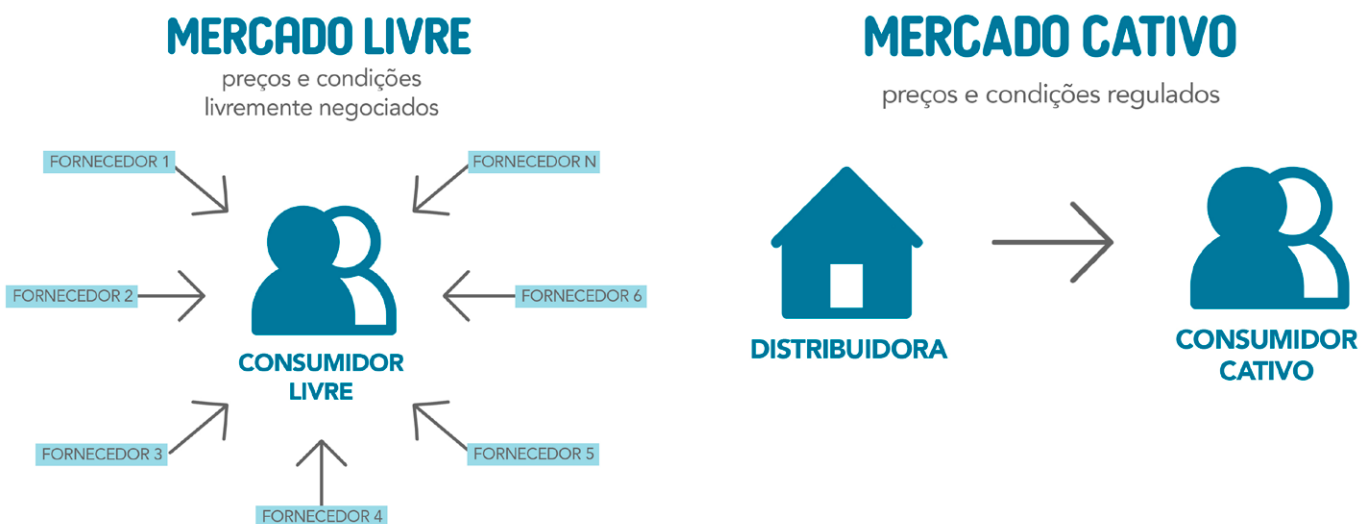 MERCADO LIVRE
preços e condições
livremente negociados
FORNECEDOR 1
FORNECEDOR N
FORNECEDOR 2
FORNECEDOR 6
CONSUMIDOR
LIVRE
FORNECEDOR 3
FORNECEDOR 5
FORNECEDOR 4
MERCADO CATIVO
preços e condições regulados
DISTRIBUIDORA
CONSUMIDOR
CATIVO